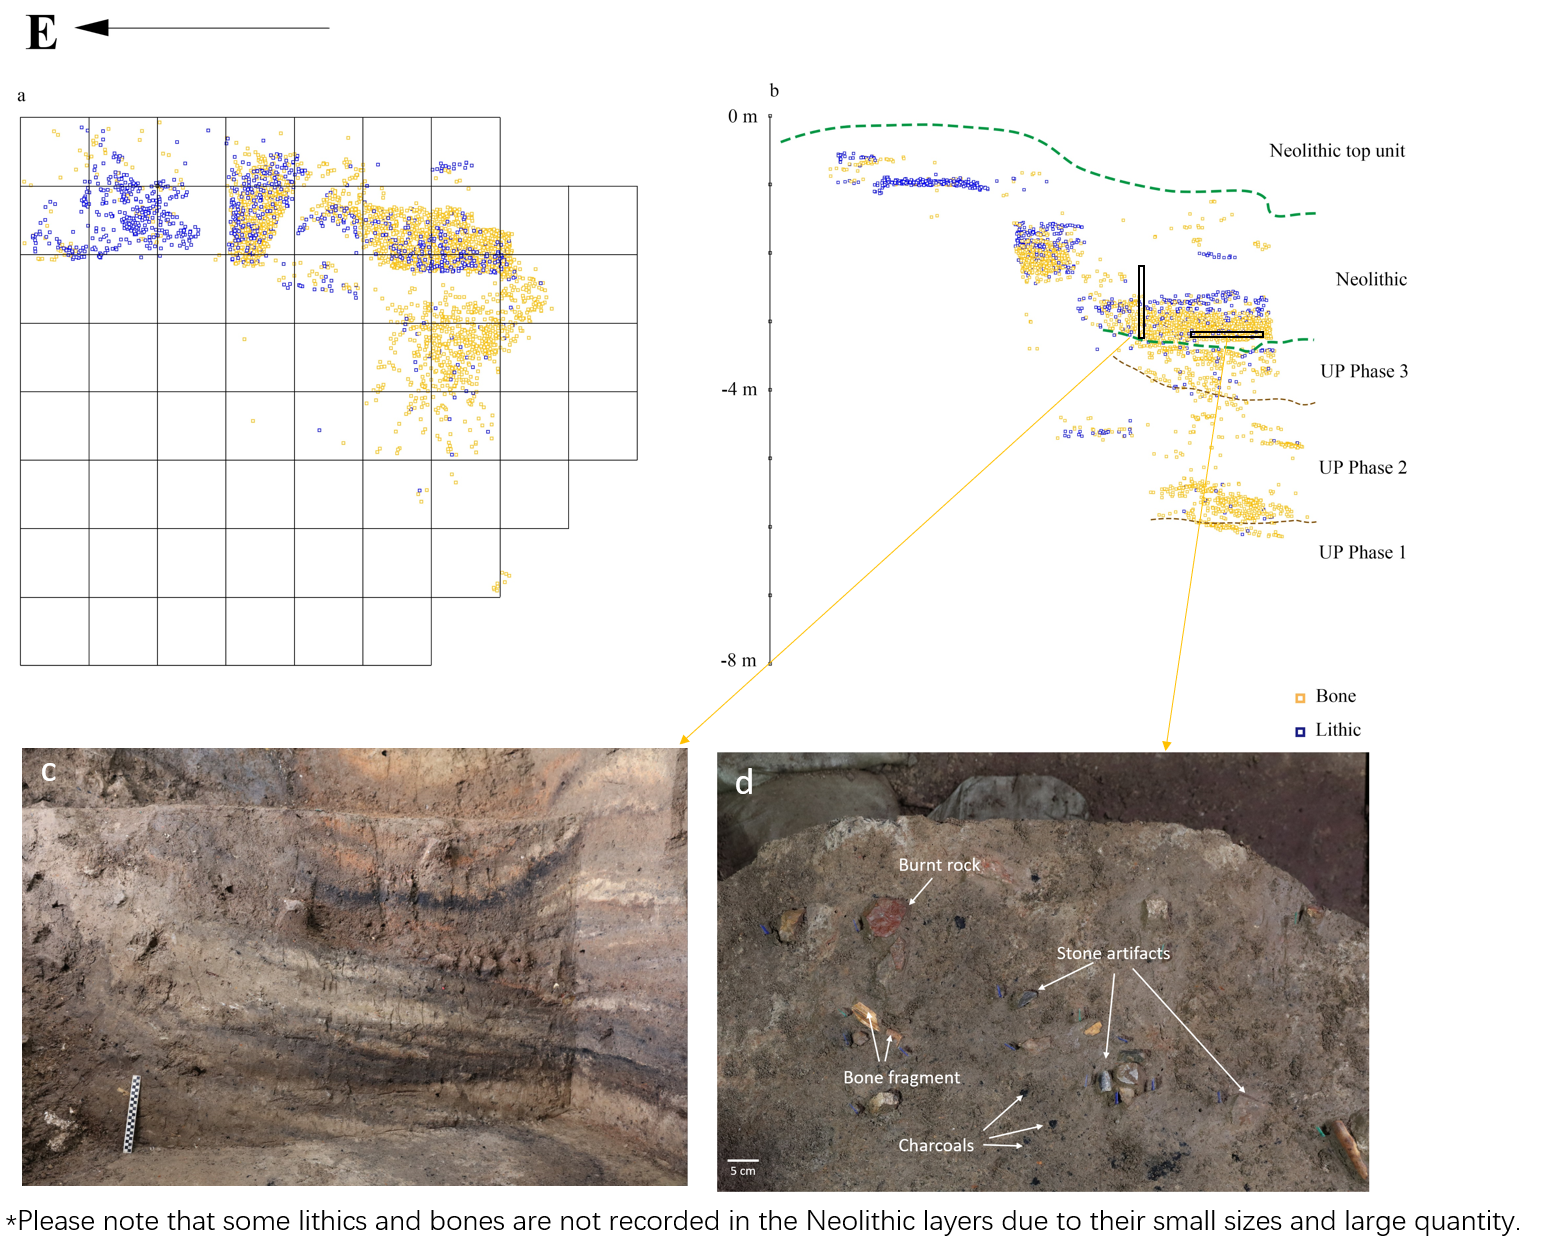 E
a
b
0 m
Neolithic top unit
Neolithic
UP Phase 3
-4 m
UP Phase 2
UP Phase 1
-8 m
Bone
Lithic
c
d
Burnt rock
Stone artifacts
Bone fragment
Charcoals
5 cm
*Please note that some lithics and bones are not recorded in the Neolithic layers due to their small sizes and large quantity.